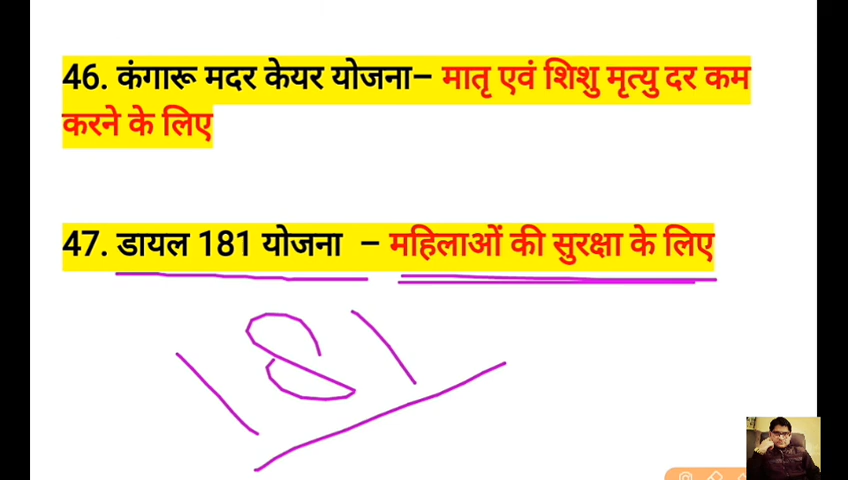 46. कंगारू मदर केयर योजना– मातृ एवं शिशु मृत्यु दर कम
करने के लिए
47. डायल 181 योजना – महिलाओं की सुरक्षा के लिए
181